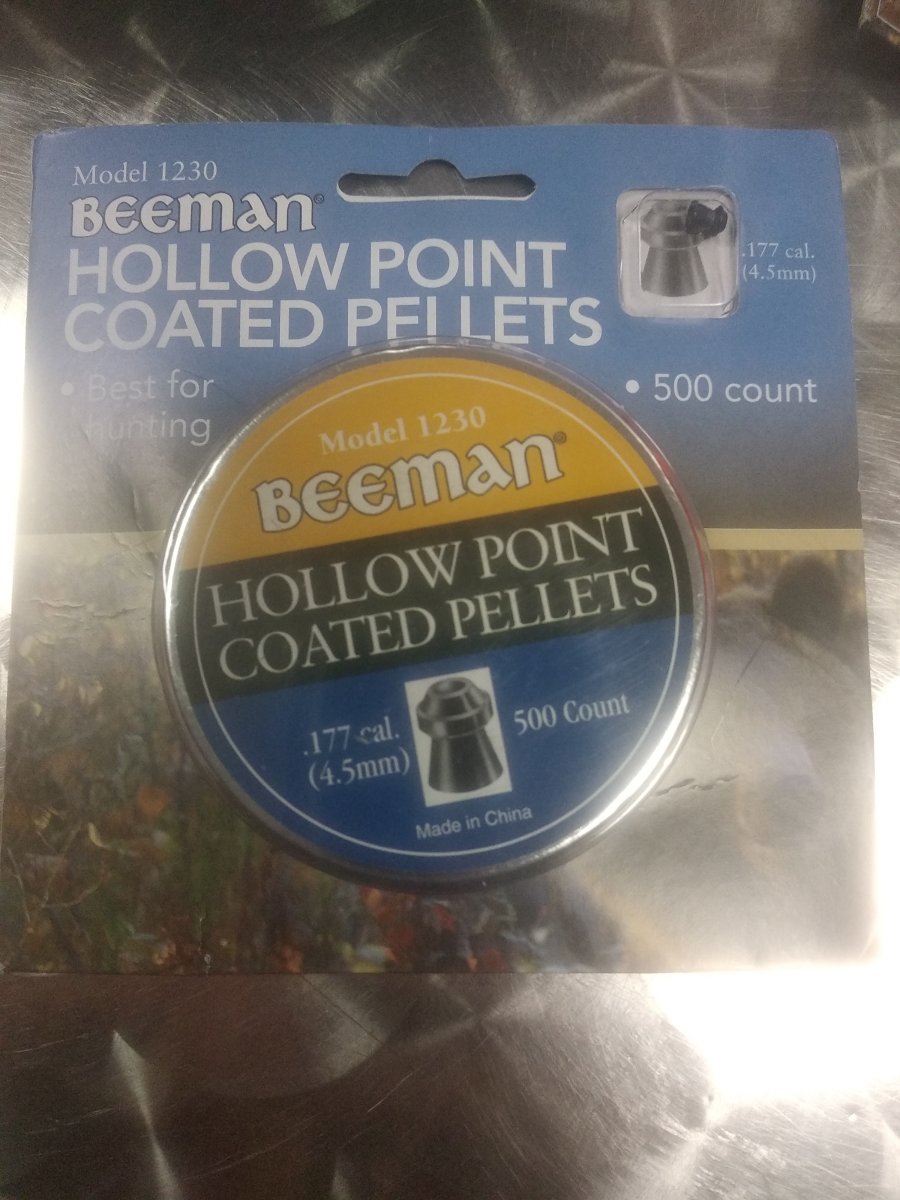 Model 1230
BEEMAN®
HOLLOW POINT
COATED PELLETS
.177 cal.
(4.5mm)
• Best for
hunting
• 500 count
Model 1230
BEEMAN®
HOLLOW POINT
COATED PELLETS
.177 cal.
(4.5mm)
500 Count
Made in China